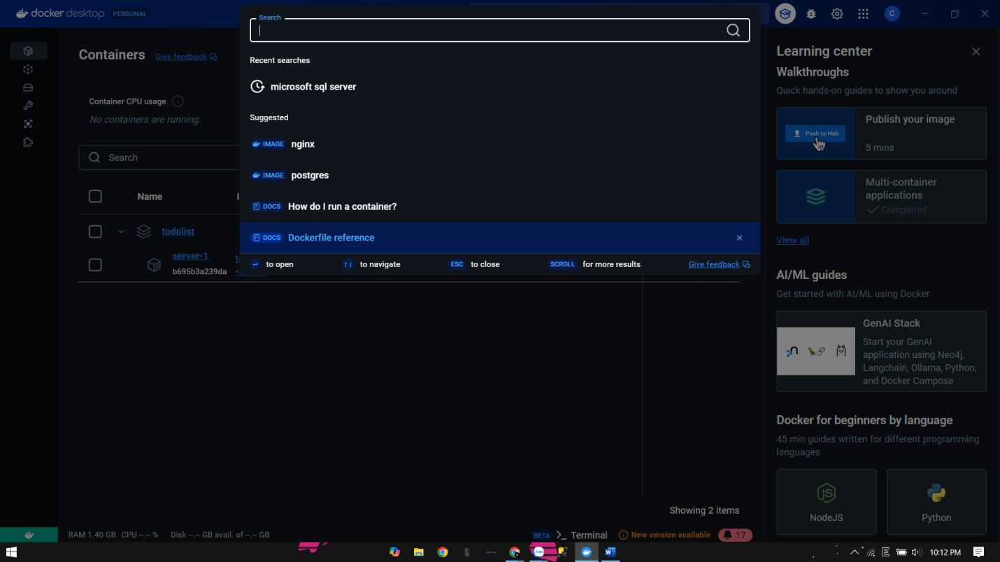 docker desktop PERSONAL
C
Containers
Give feedback
Container CPU usage
No containers are running.
Search
Name
todolist
server-1
b695b3a239da
Search
Recent searches
microsoft sql server
Suggested
IMAGE nginx
IMAGE postgres
DOCS How do I run a container?
DOCS Dockerfile reference
to open
to navigate
ESC to close
SCROLL for more results
Give feedback
Showing 2 items
Learning center
Walkthroughs
Quick hands-on guides to show you around
Push to Hub
Publish your image
5 mins
Multi-container
applications
Completed
View all
AI/ML guides
Get started with AI/ML using Docker
GenAI Stack
Start your GenAI
application using Neo4j,
Langchain, Ollama, Python,
and Docker Compose
Docker for beginners by language
45 min guides written for different programming
languages
NodeJS
Python
RAM 1.40 GB CPU --.-- % Disk --.-- GB avail. of --.-- GB
BETA >_ Terminal
New version available
17
Zalo
10:12 PM